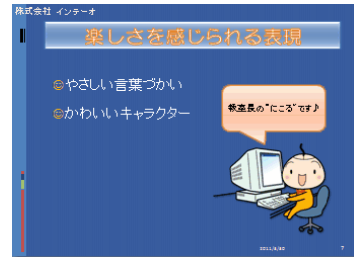 株式会社 インテーオ
楽しさを感じられる表現
やさしい言葉づかい
かわいいキャラクター
教室長の"にこる"です♪
7